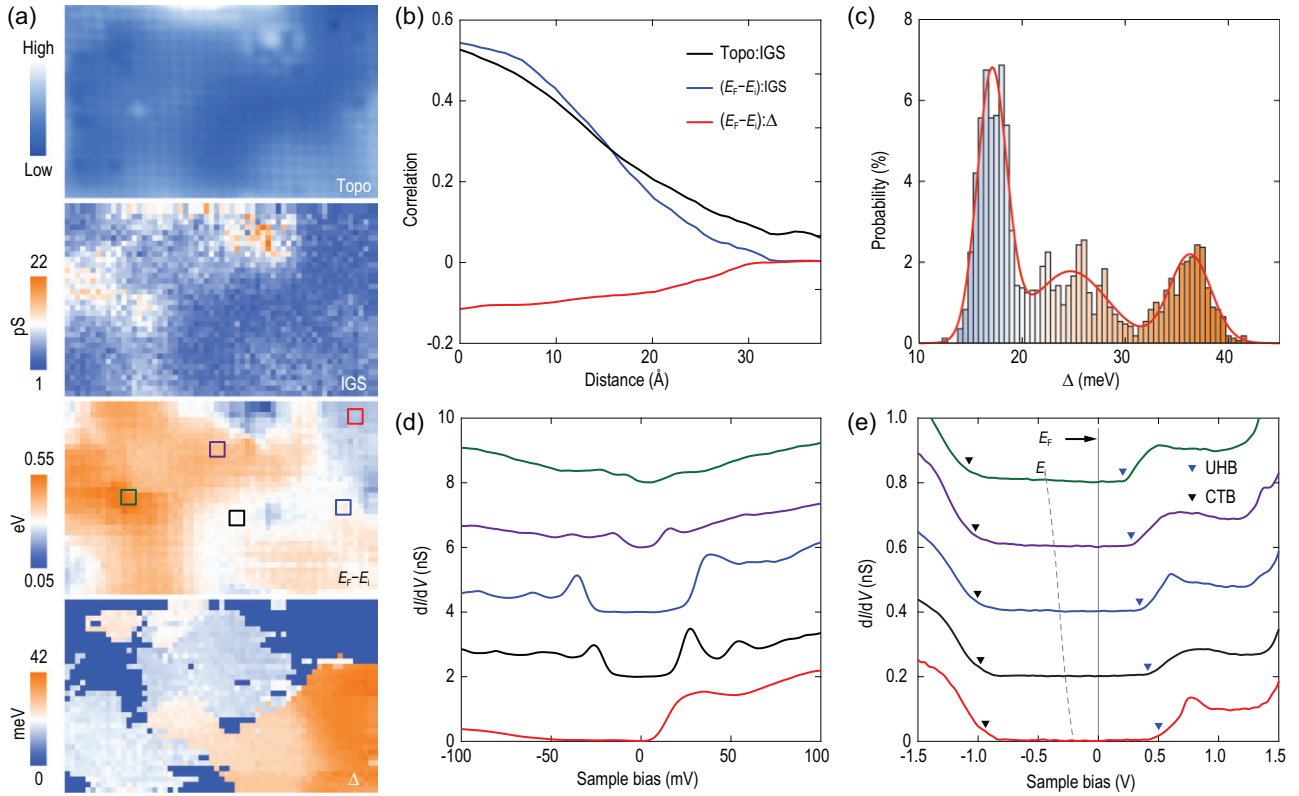 (a)
High
Low
Topo
22
pS
1
IGS
0.55
eV
0.05
E_F−E_i
42
meV
0
Δ
(b)
Correlation
0.6
0.4
0.2
0
-0.2
0
10
20
30
Distance (Å)
Topo:IGS
(E_F−E_i):IGS
(E_F−E_i):Δ
(c)
Probability (%)
8
6
4
2
0
10
20
30
40
Δ (meV)
(d)
dI/dV (nS)
10
8
6
4
2
0
-100
-50
0
50
100
Sample bias (mV)
(e)
dI/dV (nS)
1.0
0.8
0.6
0.4
0.2
0
-1.5
-1.0
-0.5
0
0.5
1.0
1.5
Sample bias (V)
E_F
E_i
UHB
CTB